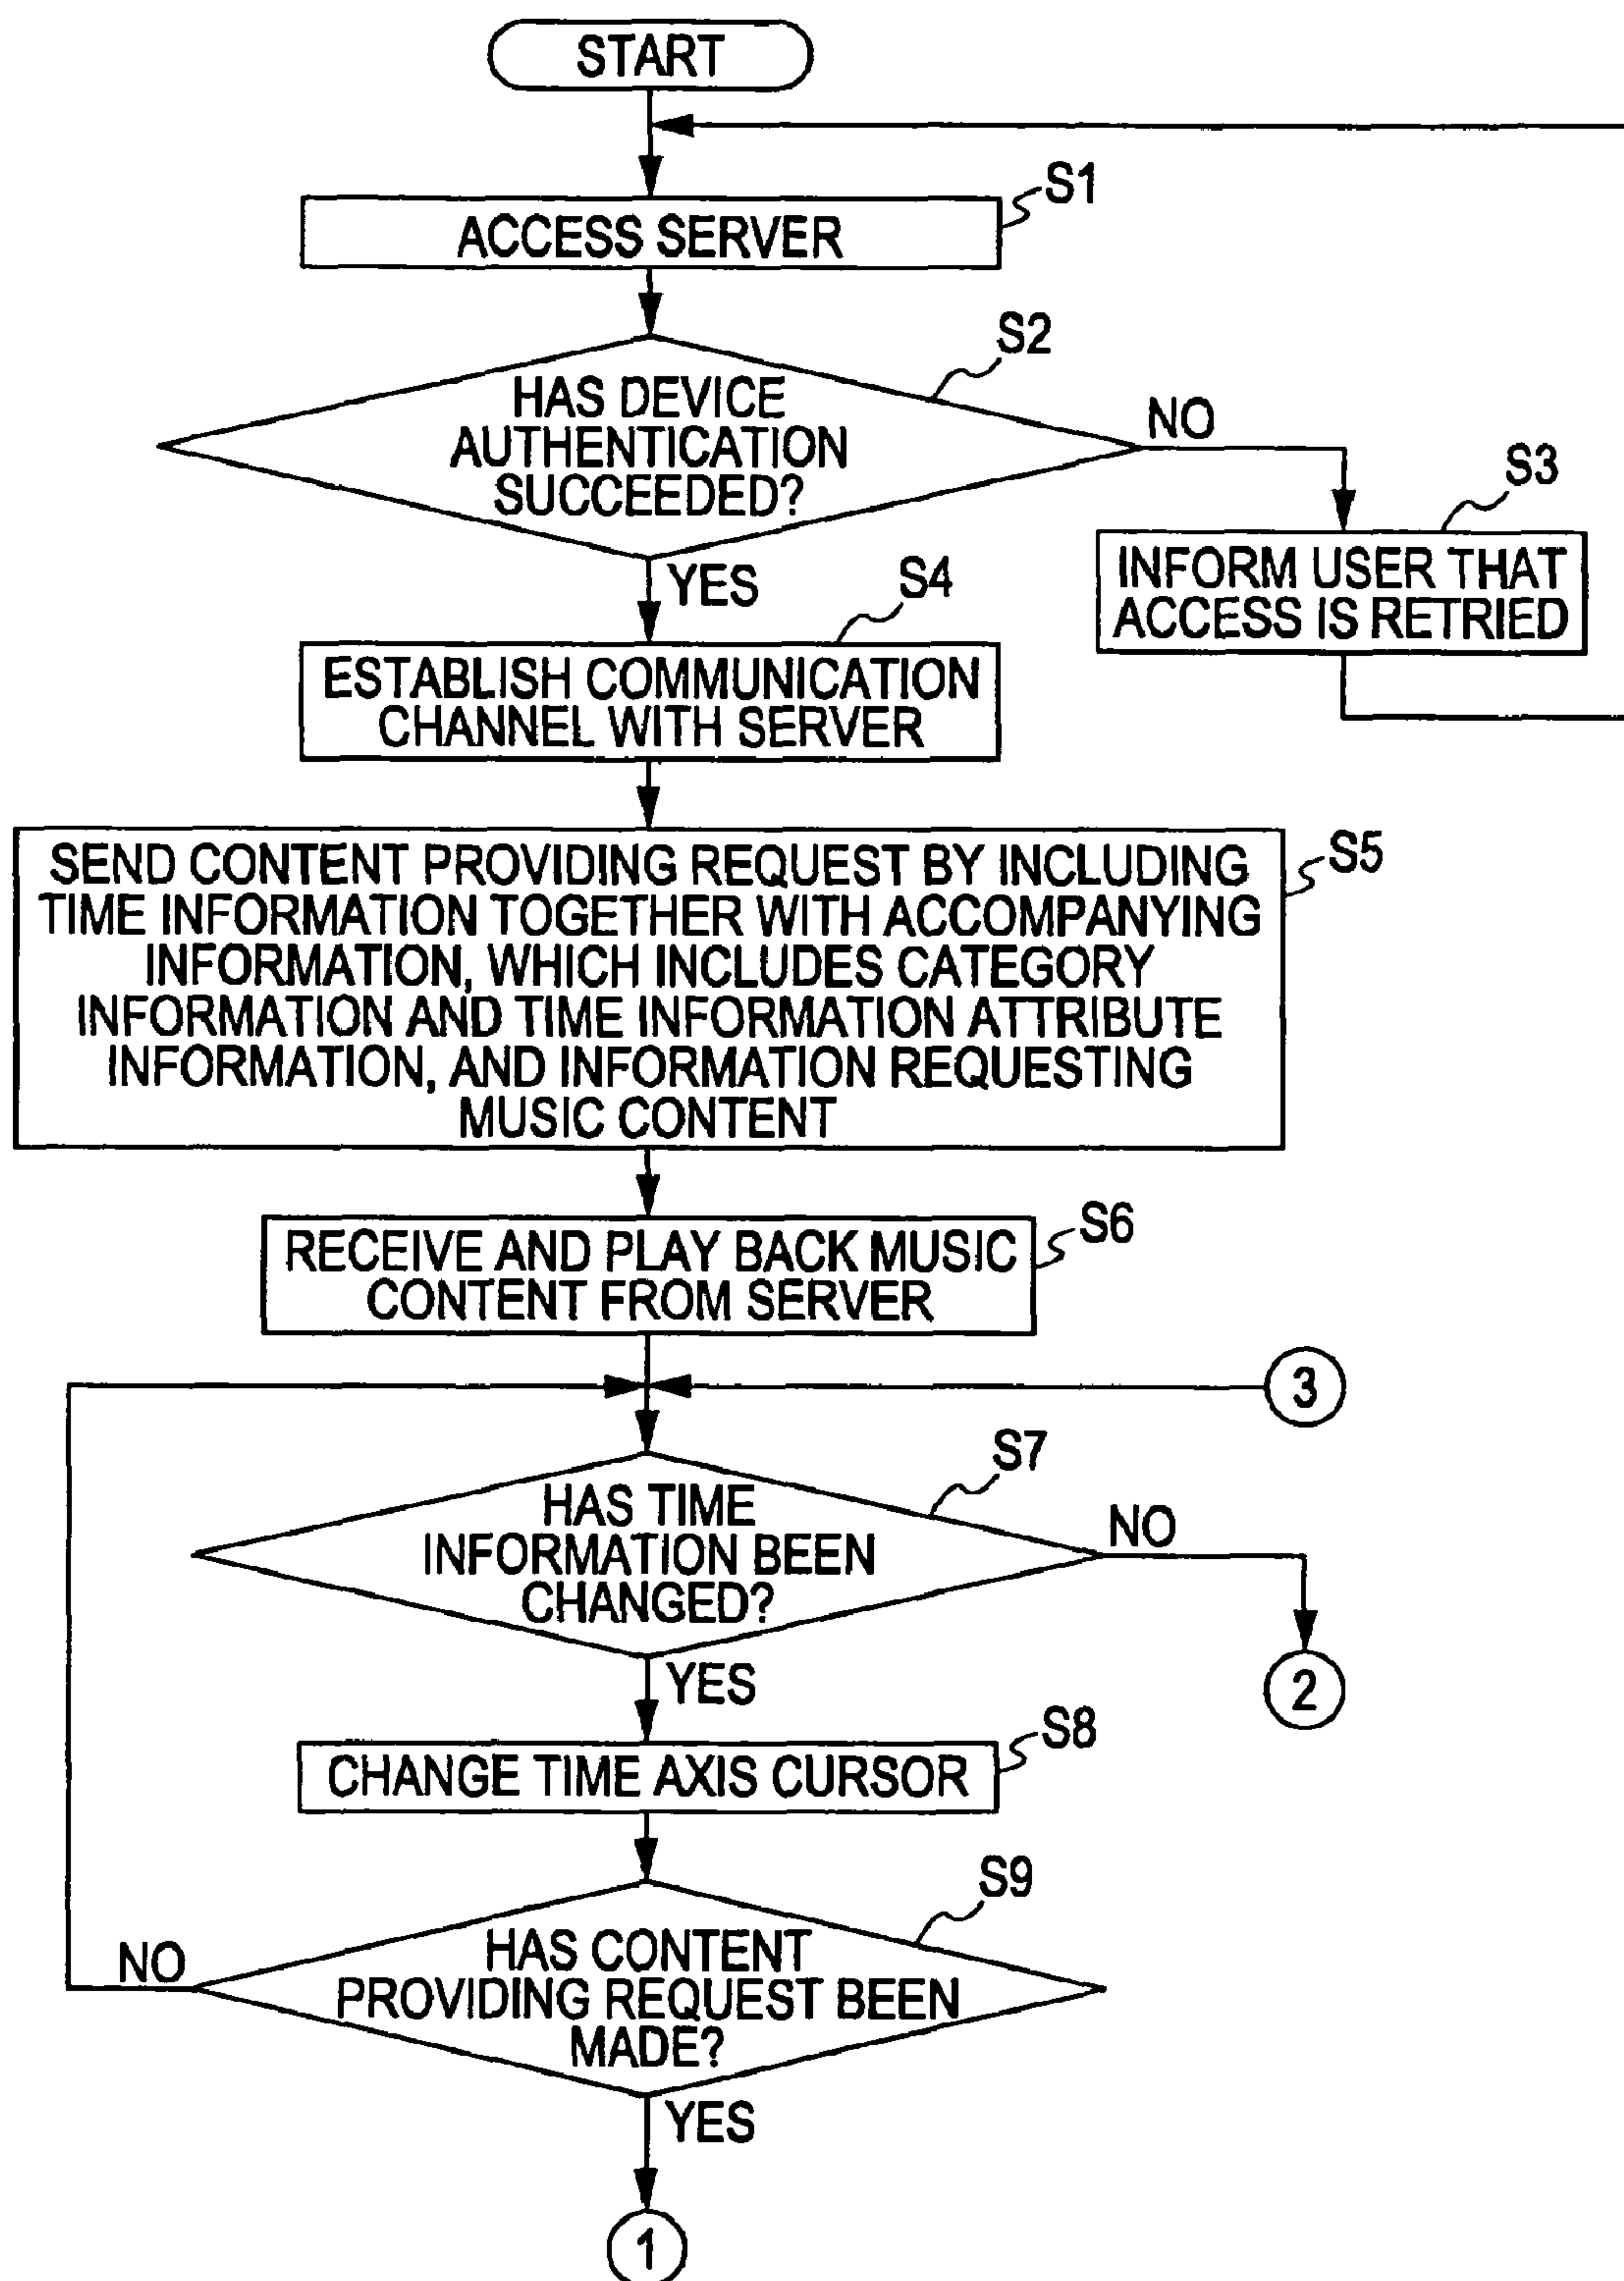 START
ACCESS SERVER
S1
HAS DEVICE
AUTHENTICATION
SUCCEEDED?
S2
NO
S3
INFORM USER THAT
ACCESS IS RETRIED
YES
S4
ESTABLISH COMMUNICATION
CHANNEL WITH SERVER
S5
SEND CONTENT PROVIDING REQUEST BY INCLUDING
TIME INFORMATION TOGETHER WITH ACCOMPANYING
INFORMATION, WHICH INCLUDES CATEGORY
INFORMATION AND TIME INFORMATION ATTRIBUTE
INFORMATION, AND INFORMATION REQUESTING
MUSIC CONTENT
S6
RECEIVE AND PLAY BACK MUSIC
CONTENT FROM SERVER
3
S7
HAS TIME
INFORMATION BEEN
CHANGED?
NO
2
YES
S8
CHANGE TIME AXIS CURSOR
S9
HAS CONTENT
PROVIDING REQUEST BEEN
MADE?
NO
YES
1